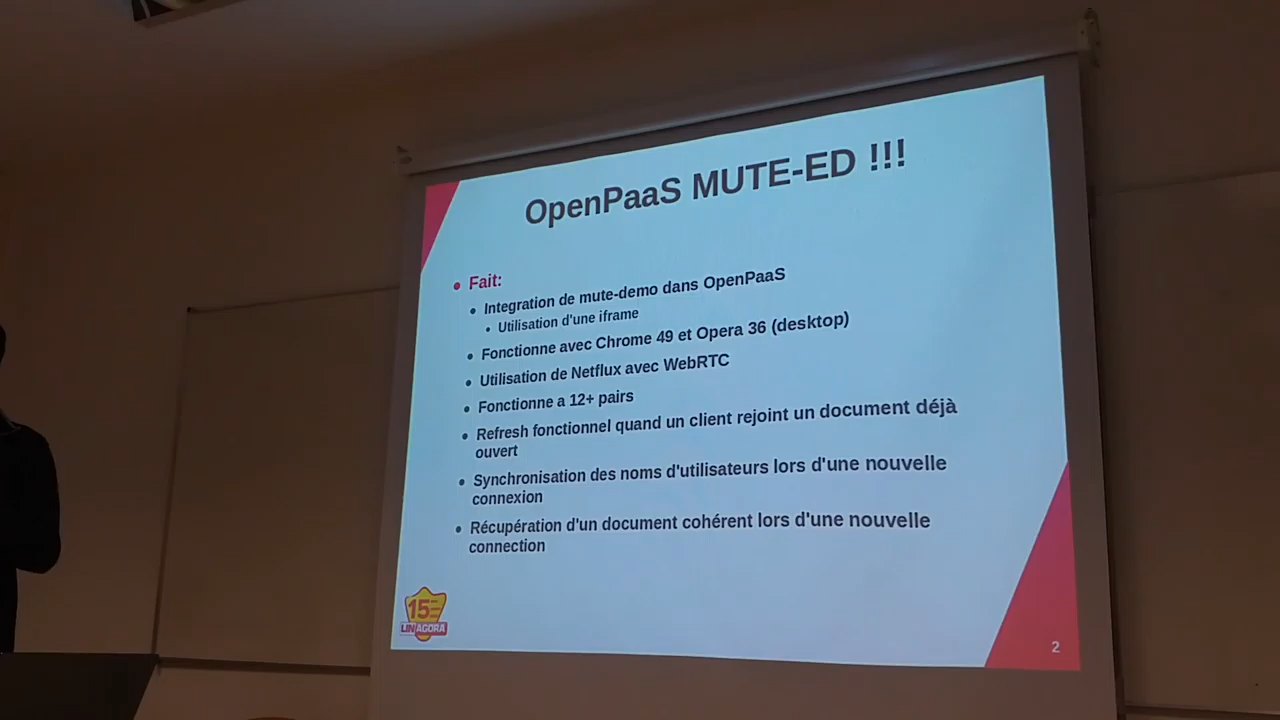 OpenPaaS MUTE-ED !!!
Fait:
Integration de mute-demo dans OpenPaaS
Utilisation d'une iframe
Fonctionne avec Chrome 49 et Opera 36 (desktop)
Utilisation de Netflux avec WebRTC
Fonctionne a 12+ pairs
Refresh fonctionnel quand un client rejoint un document déjà
ouvert
Synchronisation des noms d'utilisateurs lors d'une nouvelle
connexion
Récupération d'un document cohérent lors d'une nouvelle
connection
15
LINAGORA
2